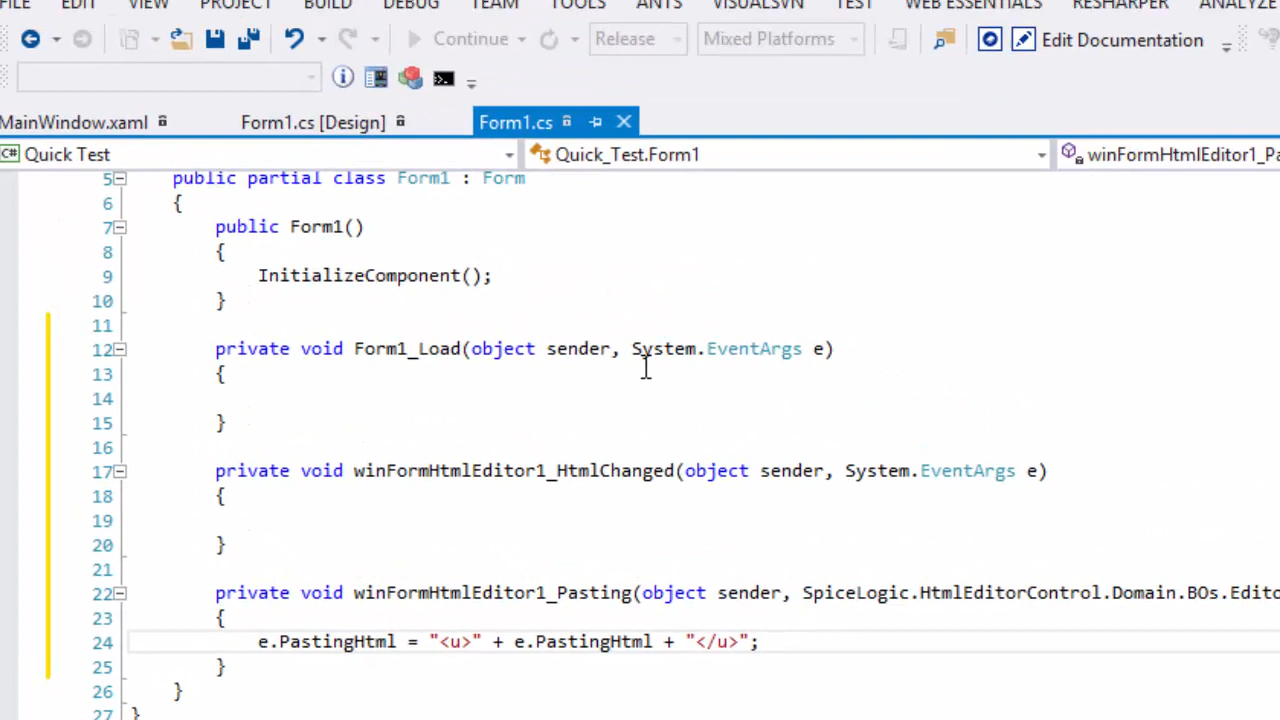 FILE EDIT VIEW PROJECT BUILD DEBUG TEAM TOOLS ANTS VISUALSVN TEST WEB ESSENTIALS RESHARPER ANALYZE
Continue Release Mixed Platforms Edit Documentation
MainWindow.xaml Form1.cs [Design] Form1.cs
C# Quick Test Quick_Test.Form1 winFormHtmlEditor1_Pa
5 public partial class Form1 : Form
6 {
7 public Form1()
8 {
9 InitializeComponent();
10 }
11
12 private void Form1_Load(object sender, System.EventArgs e)
13 {
14
15 }
16
17 private void winFormHtmlEditor1_HtmlChanged(object sender, System.EventArgs e)
18 {
19
20 }
21
22 private void winFormHtmlEditor1_Pasting(object sender, SpiceLogic.HtmlEditorControl.Domain.BOs.Edito
23 {
24 e.PastingHtml = "<u>" + e.PastingHtml + "</u>";
25 }
26 }
27 }